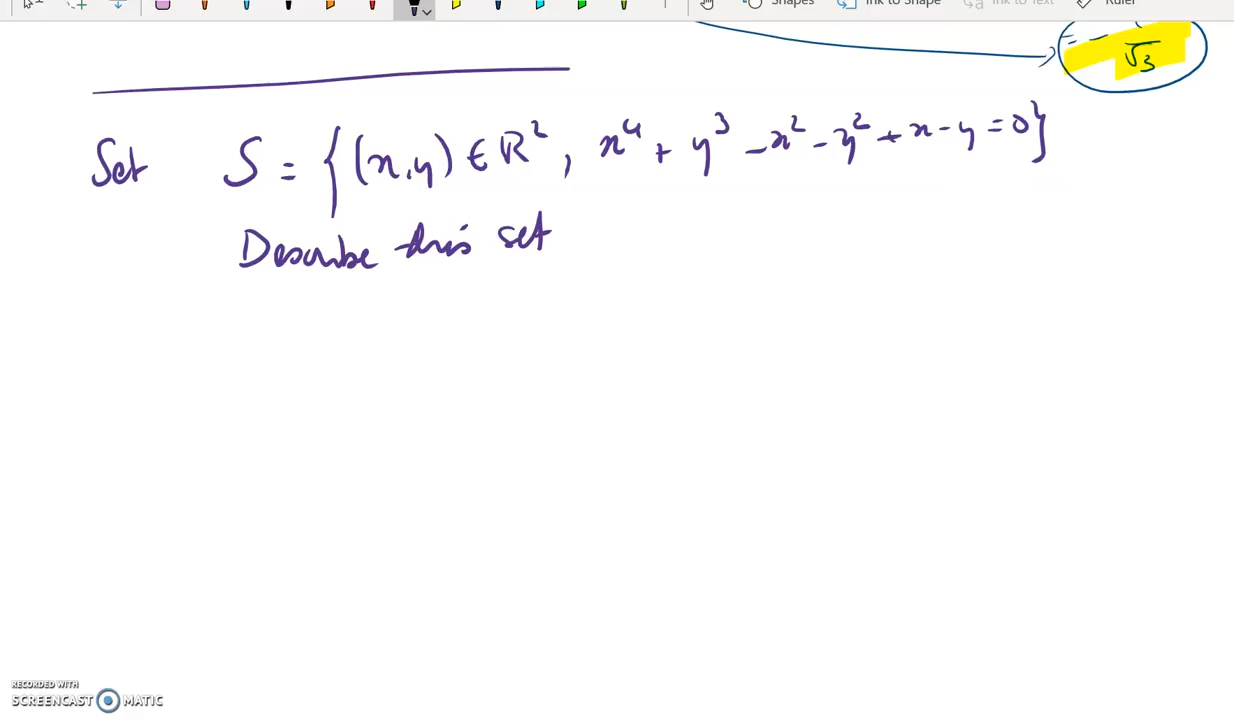 Shapes Ink to Shape Ink to Text Ruler
= - √3
Set S = {(x,y) ∈ ℝ², x⁴ + y³ - x² - y² + x - y = 0}
Describe this set
RECORDED WITH
SCREENCAST MATIC